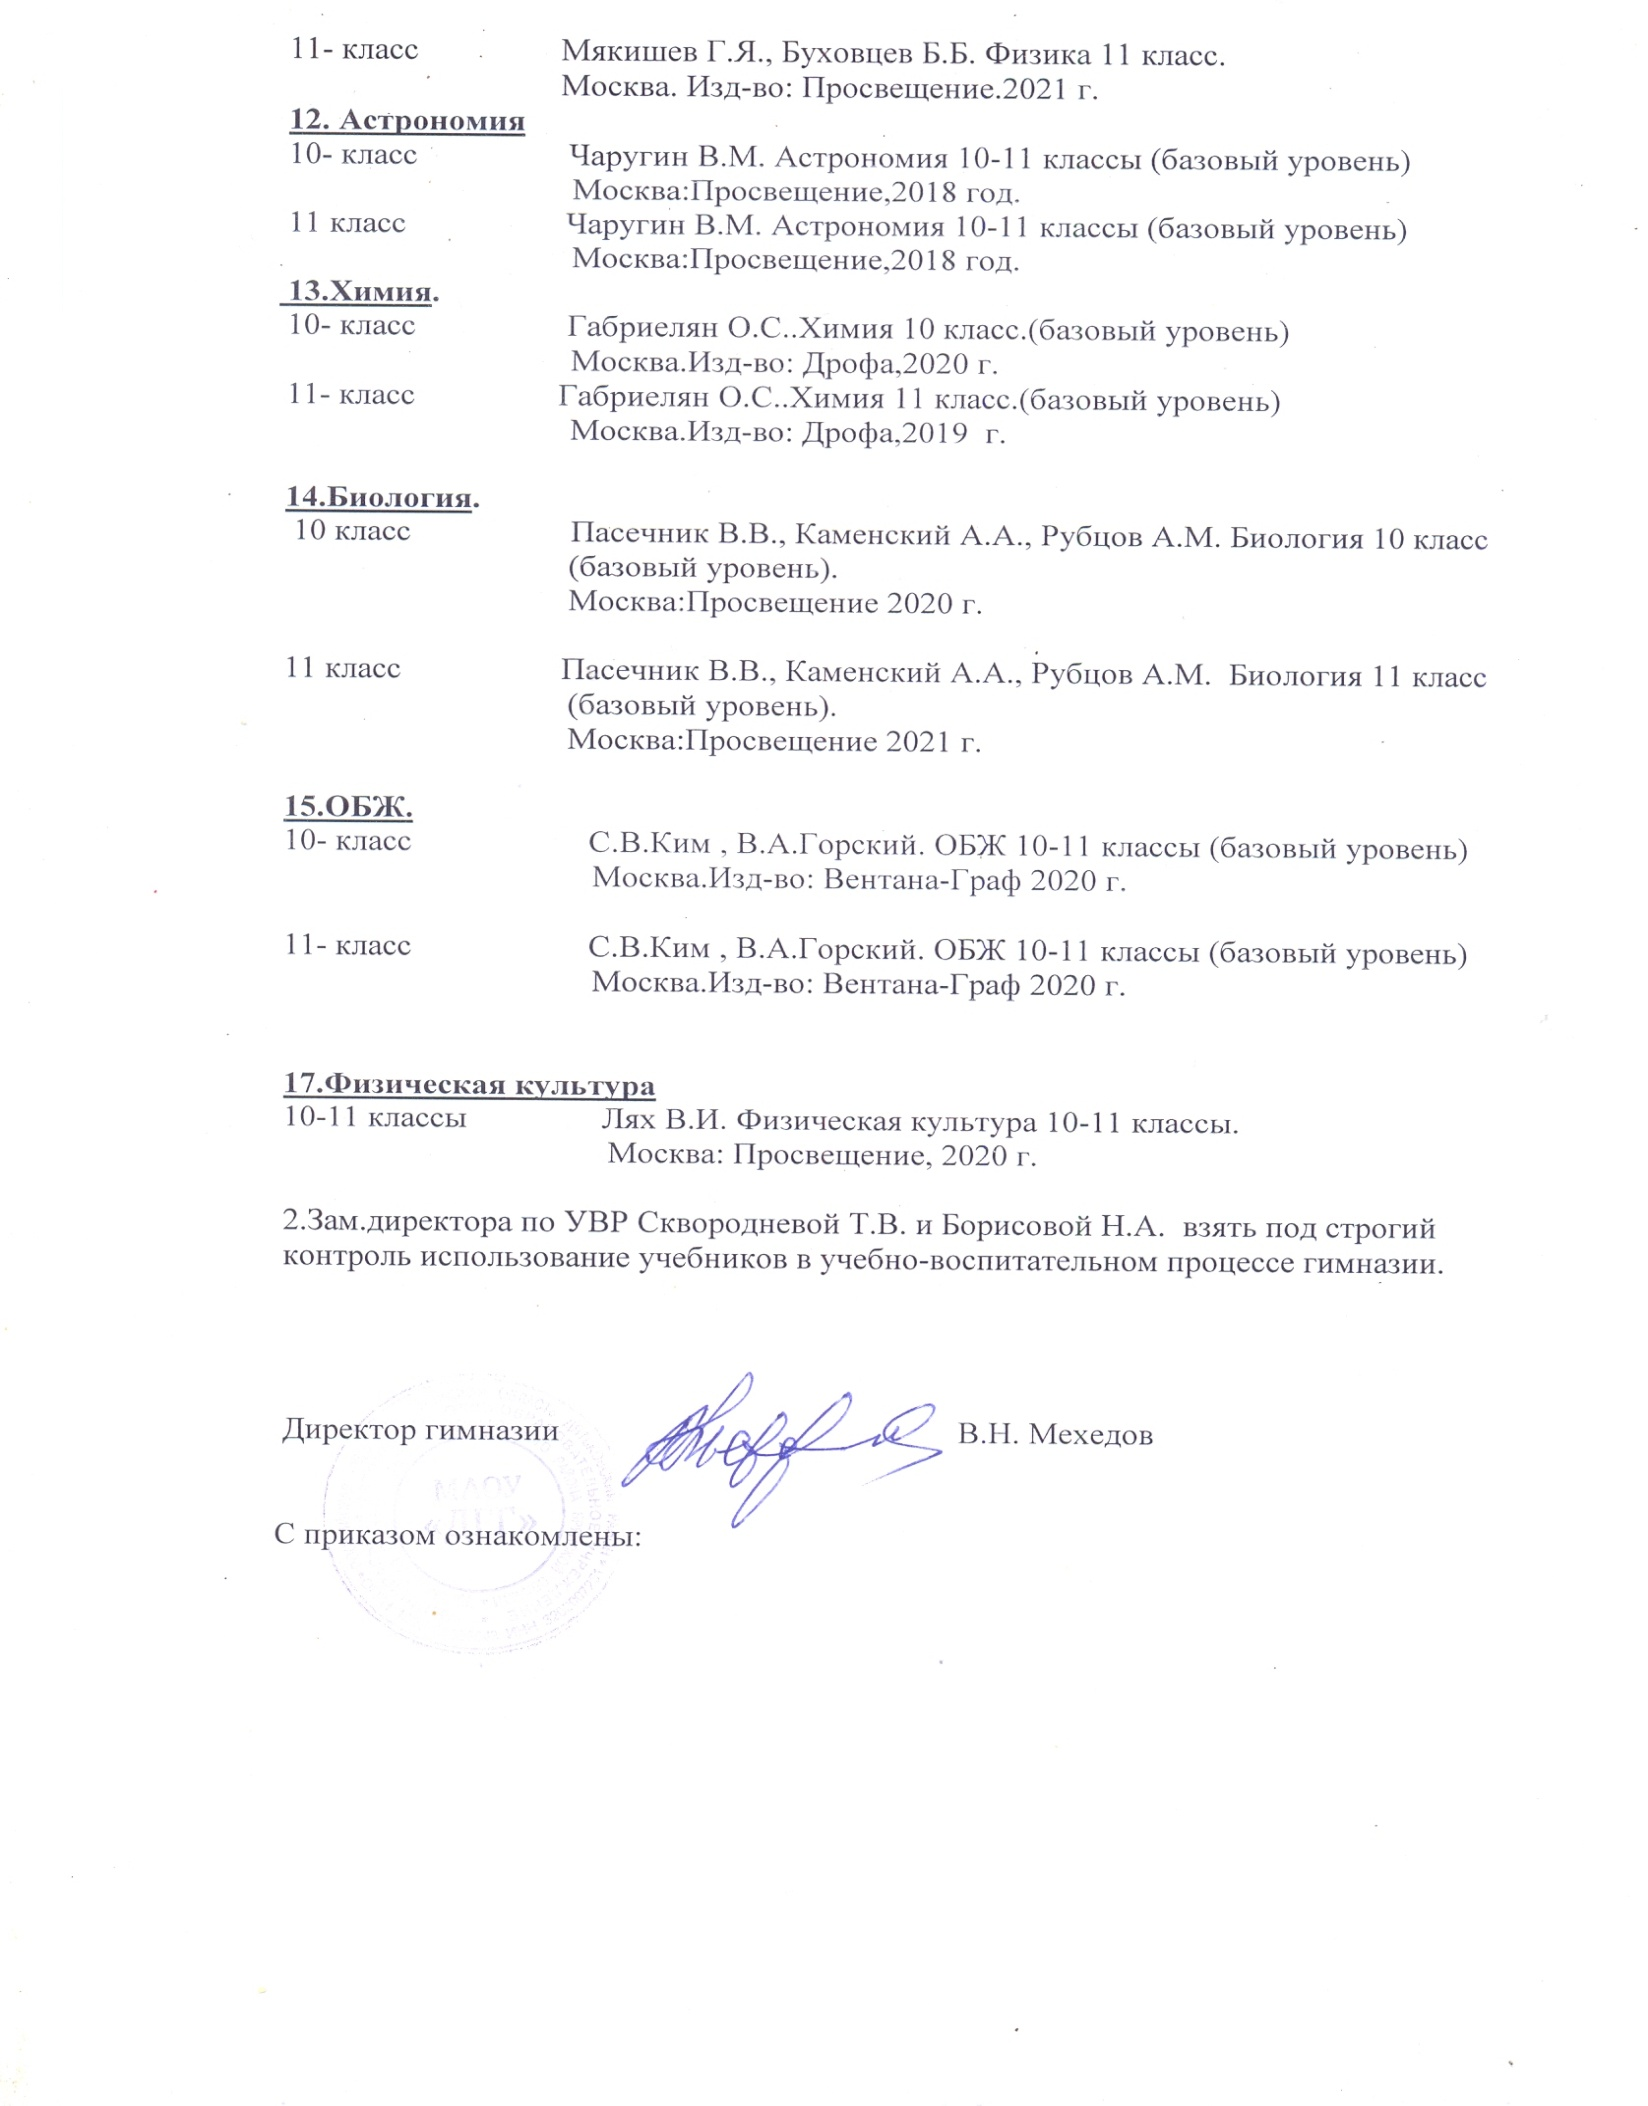 11- класс Мякишев Г.Я., Буховцев Б.Б. Физика 11 класс.
Москва. Изд-во: Просвещение.2021 г.
12. Астрономия
10- класс Чаругин В.М. Астрономия 10-11 классы (базовый уровень)
Москва:Просвещение,2018 год.
11 класс Чаругин В.М. Астрономия 10-11 классы (базовый уровень)
Москва:Просвещение,2018 год.
13.Химия.
10- класс Габриелян О.С..Химия 10 класс.(базовый уровень)
Москва.Изд-во: Дрофа,2020 г.
11- класс Габриелян О.С..Химия 11 класс.(базовый уровень)
Москва.Изд-во: Дрофа,2019 г.
14.Биология.
10 класс Пасечник В.В., Каменский А.А., Рубцов А.М. Биология 10 класс
(базовый уровень).
Москва:Просвещение 2020 г.
11 класс Пасечник В.В., Каменский А.А., Рубцов А.М. Биология 11 класс
(базовый уровень).
Москва:Просвещение 2021 г.
15.ОБЖ.
10- класс С.В.Ким , В.А.Горский. ОБЖ 10-11 классы (базовый уровень)
Москва.Изд-во: Вентана-Граф 2020 г.
11- класс С.В.Ким , В.А.Горский. ОБЖ 10-11 классы (базовый уровень)
Москва.Изд-во: Вентана-Граф 2020 г.
17.Физическая культура
10-11 классы Лях В.И. Физическая культура 10-11 классы.
Москва: Просвещение, 2020 г.
2.Зам.директора по УВР Сквородневой Т.В. и Борисовой Н.А. взять под строгий
контроль использование учебников в учебно-воспитательном процессе гимназии.
Директор гимназии В.Н. Мехедов
МАОУ
С приказом ознакомлены: